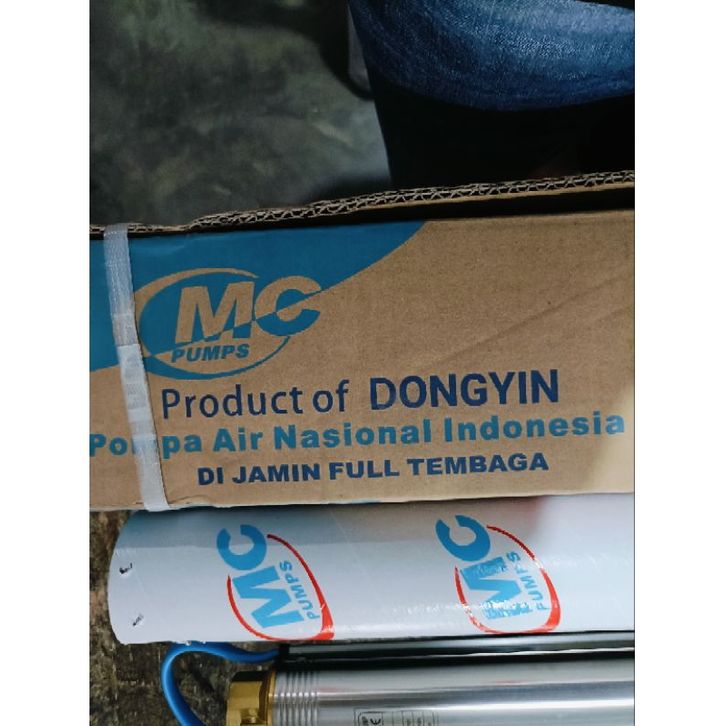 MC
PUMPS
Product of DONGYIN
Pompa Air Nasional Indonesia
DI JAMIN FULL TEMBAGA
MC
PUMPS
MC
PUMPS